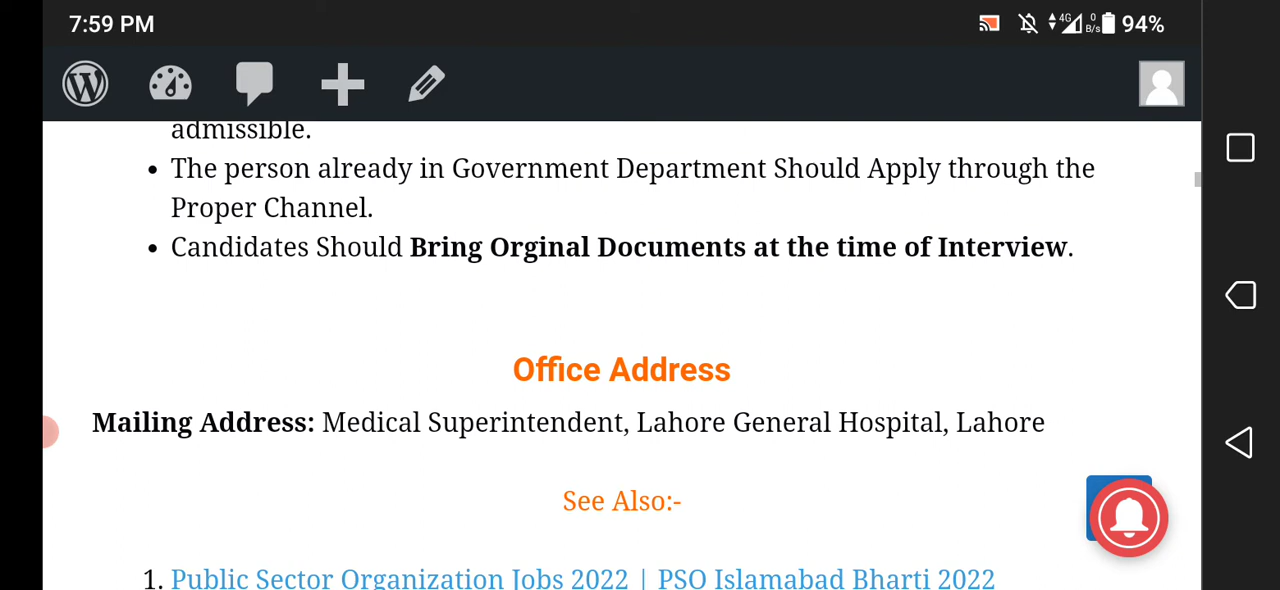 7:59 PM 4G 0 B/s 94%
admissible.
• The person already in Government Department Should Apply through the
Proper Channel.
• Candidates Should Bring Orginal Documents at the time of Interview.
Office Address
Mailing Address: Medical Superintendent, Lahore General Hospital, Lahore
See Also:-
1. Public Sector Organization Jobs 2022 | PSO Islamabad Bharti 2022